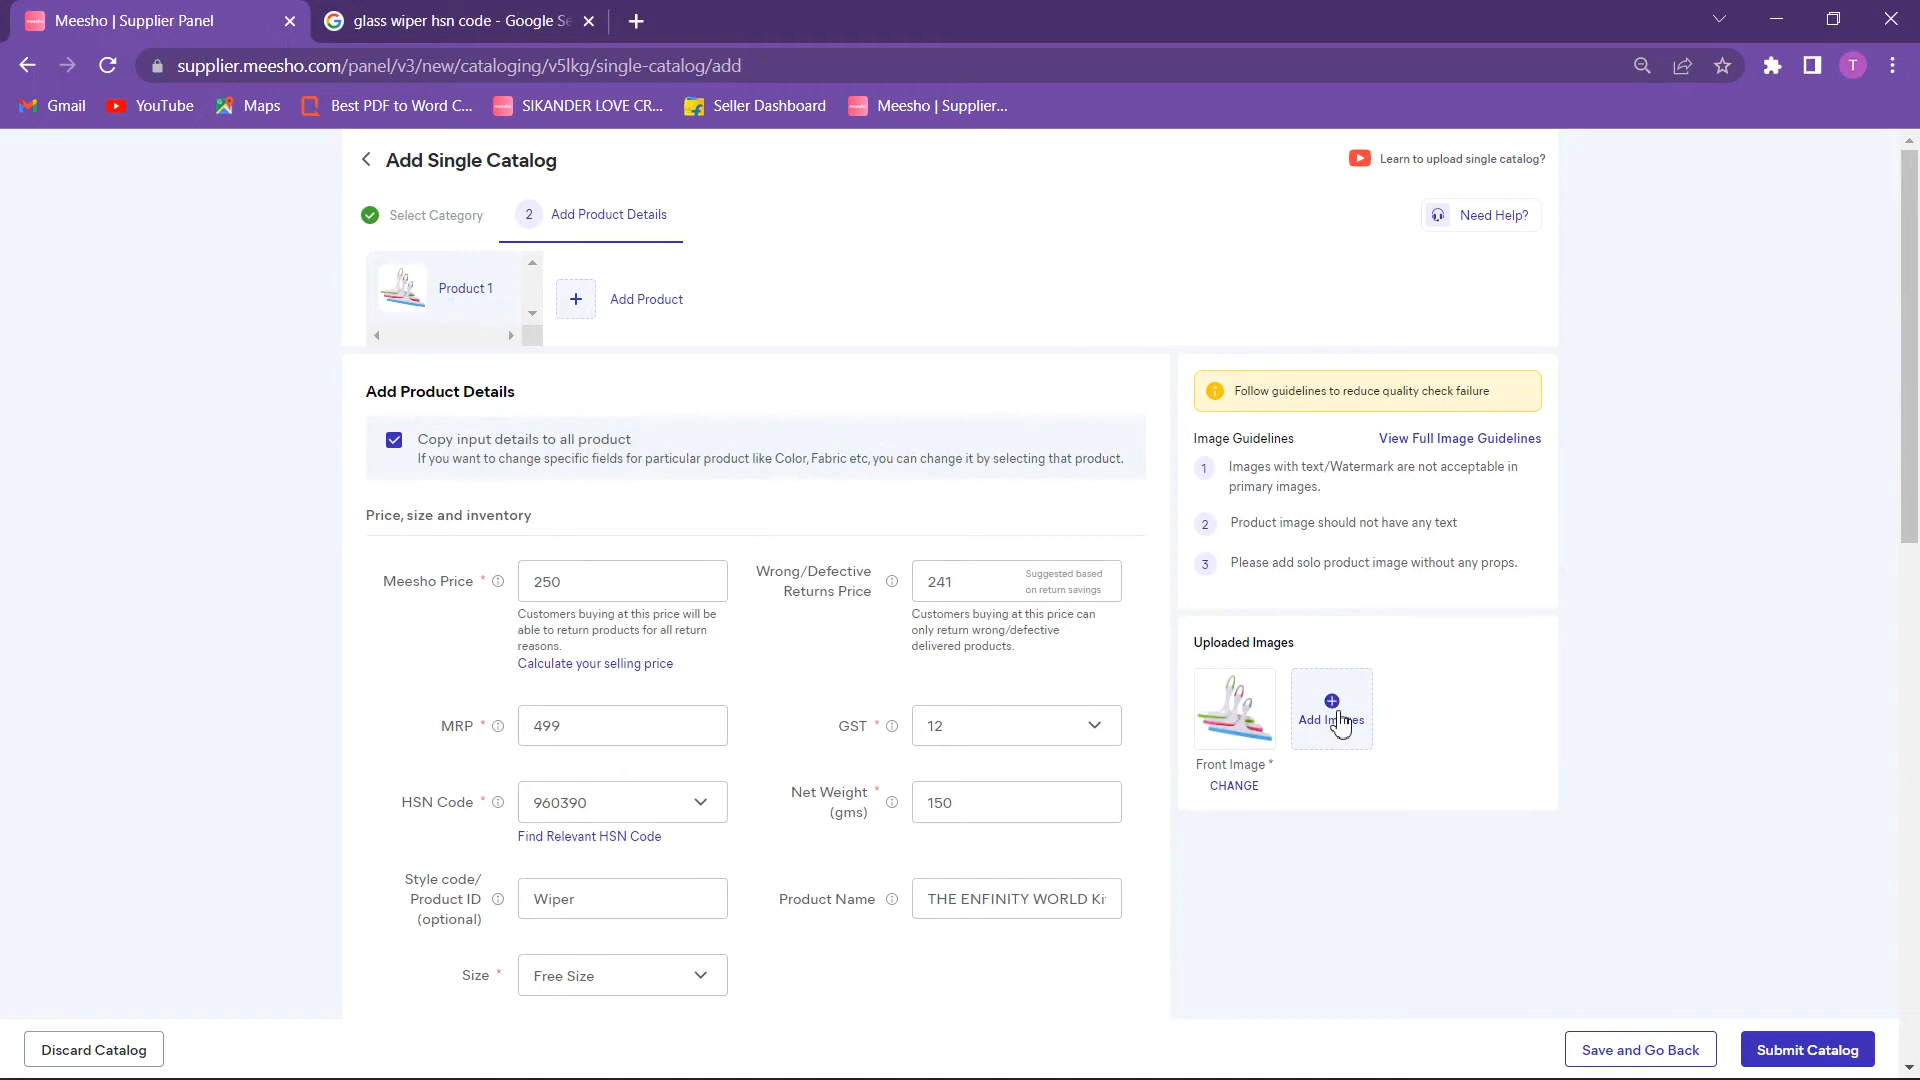 Meesho | Supplier Panel
glass wiper hsn code - Google Se
supplier.meesho.com/panel/v3/new/cataloging/v5lkg/single-catalog/add
T
Gmail
YouTube
Maps
Best PDF to Word C...
SIKANDER LOVE CR...
Seller Dashboard
Meesho | Supplier...
Add Single Catalog
Learn to upload single catalog?
Select Category
2
Add Product Details
Need Help?
Product 1
+
Add Product
Add Product Details
Copy input details to all product
If you want to change specific fields for particular product like Color, Fabric etc, you can change it by selecting that product.
Price, size and inventory
Meesho Price *
250
Customers buying at this price will be
able to return products for all return
reasons.
Calculate your selling price
Wrong/Defective
Returns Price
241
Suggested based
on return savings
Customers buying at this price can
only return wrong/defective
delivered products.
MRP *
499
GST *
12
HSN Code *
960390
Find Relevant HSN Code
Net Weight *
(gms)
150
Style code/
Product ID
(optional)
Wiper
Product Name
THE ENFINITY WORLD Ki
Size *
Free Size
Follow guidelines to reduce quality check failure
Image Guidelines
View Full Image Guidelines
1 Images with text/Watermark are not acceptable in
primary images.
2 Product image should not have any text
3 Please add solo product image without any props.
Uploaded Images
Add Images
Front Image *
CHANGE
Discard Catalog
Save and Go Back
Submit Catalog